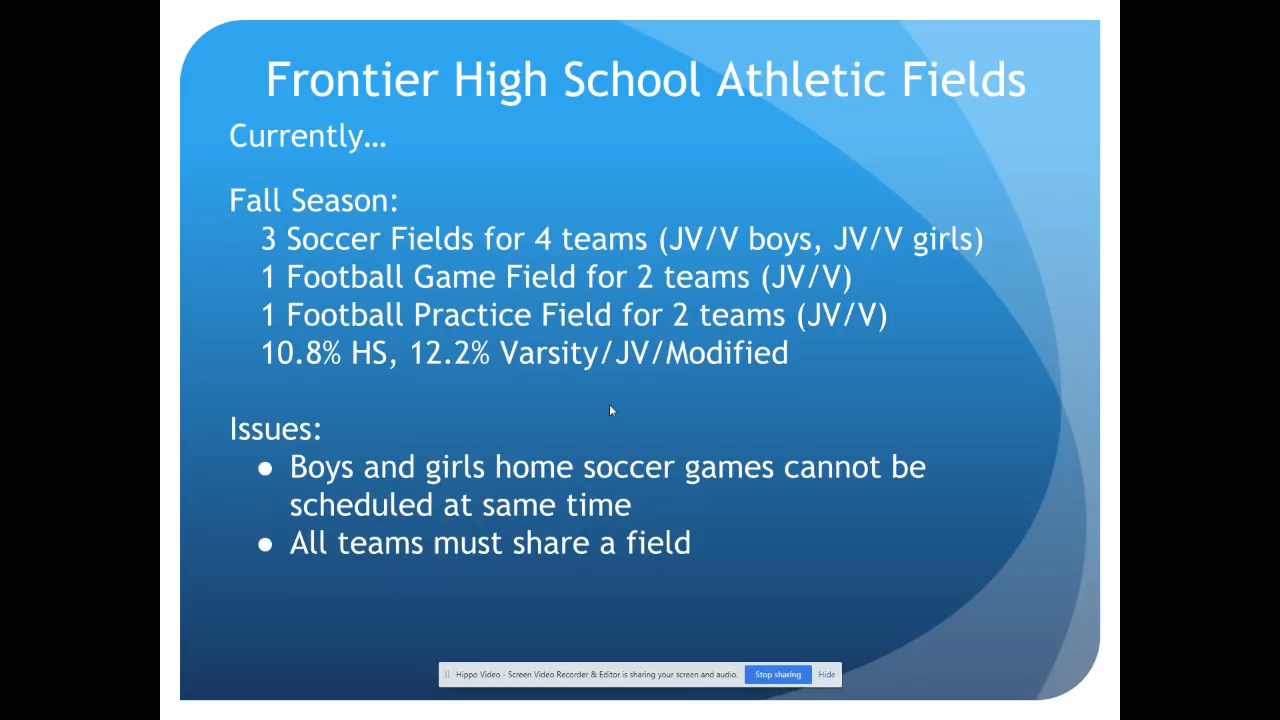 Frontier High School Athletic Fields
Currently…
Fall Season:
3 Soccer Fields for 4 teams (JV/V boys, JV/V girls)
1 Football Game Field for 2 teams (JV/V)
1 Football Practice Field for 2 teams (JV/V)
10.8% HS, 12.2% Varsity/JV/Modified
Issues:
● Boys and girls home soccer games cannot be
scheduled at same time
● All teams must share a field
Hippo Video - Screen Video Recorder & Editor is sharing your screen and audio. Stop sharing Hide